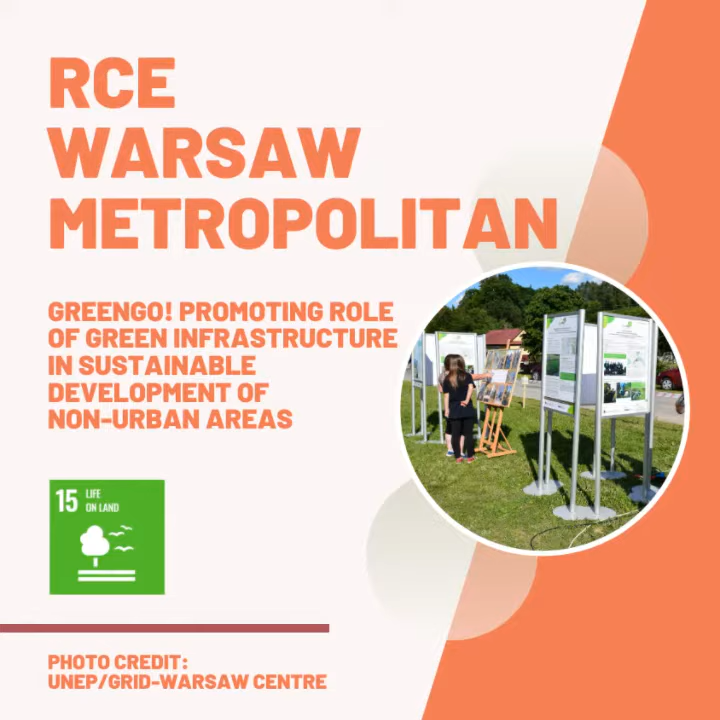 RCE
WARSAW
METROPOLITAN
GREENGO! PROMOTING ROLE
OF GREEN INFRASTRUCTURE
IN SUSTAINABLE
DEVELOPMENT OF
NON-URBAN AREAS
15 LIFE
ON LAND
PHOTO CREDIT:
UNEP/GRID-WARSAW CENTRE